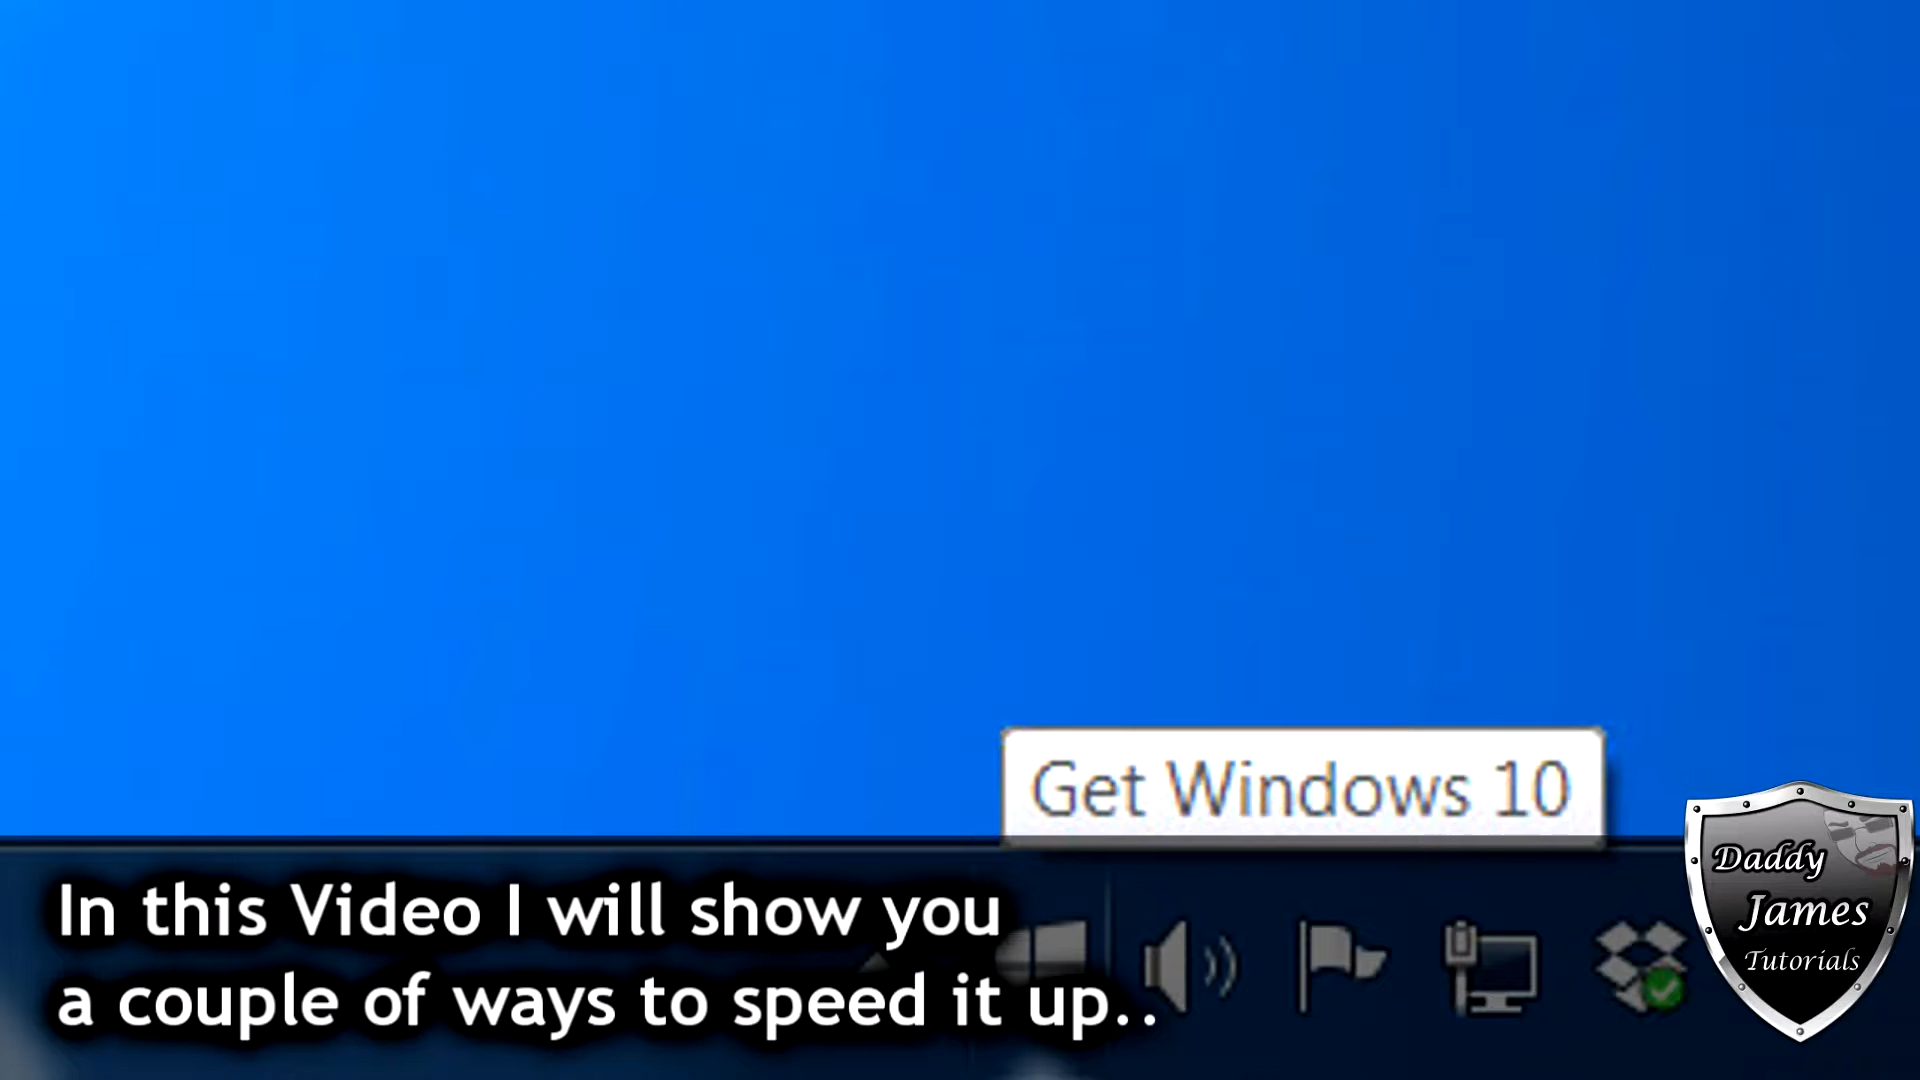 Get Windows 10
In this Video I will show you
a couple of ways to speed it up..
Daddy
James
Tutorials